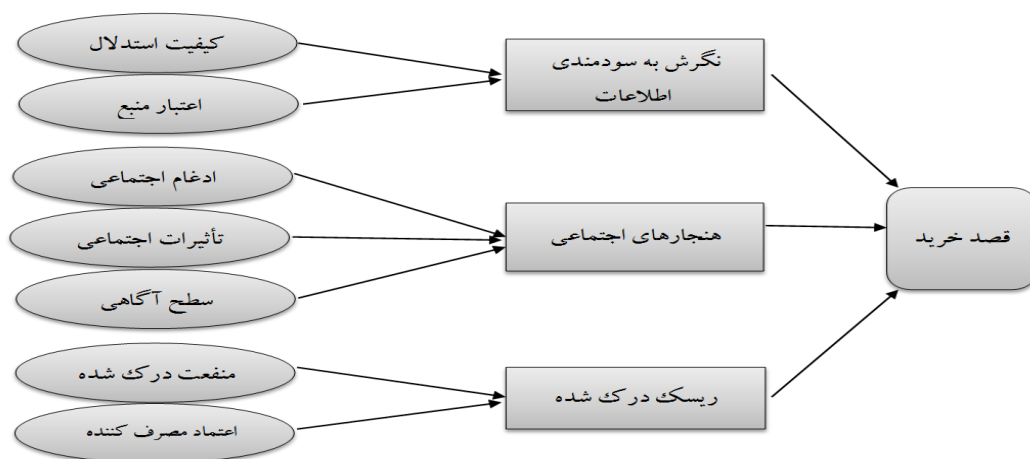 کیفیت استدلال
اعتبار منبع
ادغام اجتماعی
تأثیرات اجتماعی
سطح آگاهی
منفعت درک شده
اعتماد مصرف کننده
نگرش به سودمندی
اطلاعات
هنجارهای اجتماعی
ریسک درک شده
قصد خرید